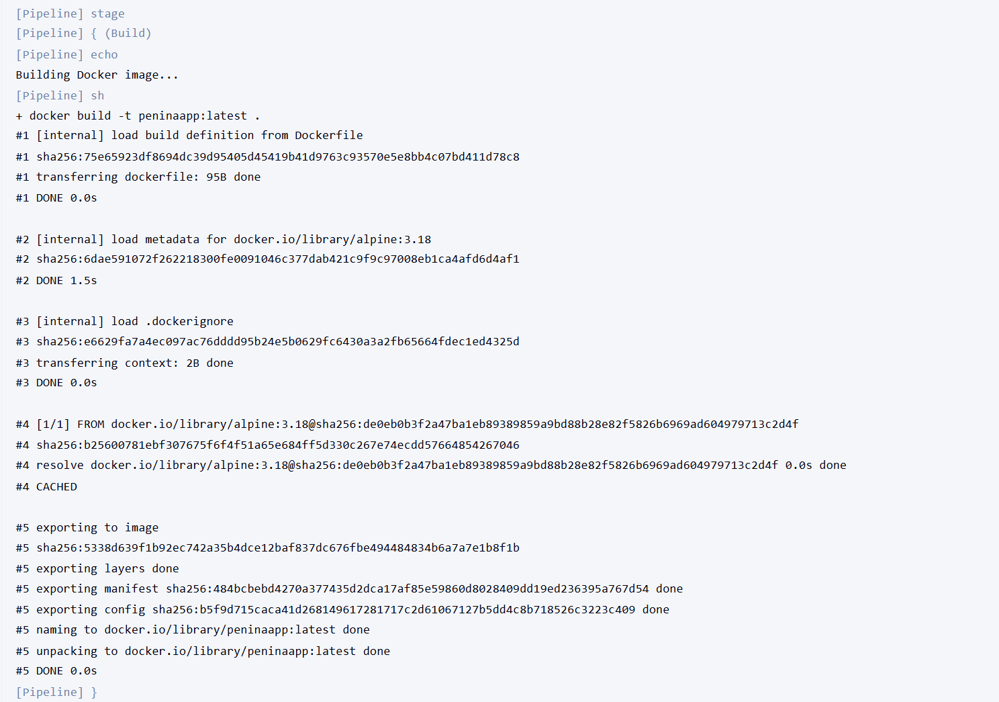 [Pipeline] stage
[Pipeline] { (Build)
[Pipeline] echo
Building Docker image...
[Pipeline] sh
+ docker build -t peninaapp:latest .
#1 [internal] load build definition from Dockerfile
#1 sha256:75e65923df8694dc39d95405d45419b41d9763c93570e5e8bb4c07bd411d78c8
#1 transferring dockerfile: 95B done
#1 DONE 0.0s

#2 [internal] load metadata for docker.io/library/alpine:3.18
#2 sha256:6dae591072f262218300fe0091046c377dab421c9f9c97008eb1ca4afd6d4af1
#2 DONE 1.5s

#3 [internal] load .dockerignore
#3 sha256:e6629fa7a4ec097ac76dddd95b24e5b0629fc6430a3a2fb65664fdec1ed4325d
#3 transferring context: 2B done
#3 DONE 0.0s

#4 [1/1] FROM docker.io/library/alpine:3.18@sha256:de0eb0b3f2a47ba1eb89389859a9bd88b28e82f5826b6969ad604979713c2d4f
#4 sha256:b25600781ebf307675f6f4f51a65e684ff5d330c267e74ecdd57664854267046
#4 resolve docker.io/library/alpine:3.18@sha256:de0eb0b3f2a47ba1eb89389859a9bd88b28e82f5826b6969ad604979713c2d4f 0.0s done
#4 CACHED

#5 exporting to image
#5 sha256:5338d639f1b92ec742a35b4dce12baf837dc676fbe494484834b6a7a7e1b8f1b
#5 exporting layers done
#5 exporting manifest sha256:484bcbebd4270a377435d2dca17af85e59860d8028409dd19ed236395a767d54 done
#5 exporting config sha256:b5f9d715caca41d268149617281717c2d61067127b5dd4c8b718526c3223c409 done
#5 naming to docker.io/library/peninaapp:latest done
#5 unpacking to docker.io/library/peninaapp:latest done
#5 DONE 0.0s
[Pipeline] }